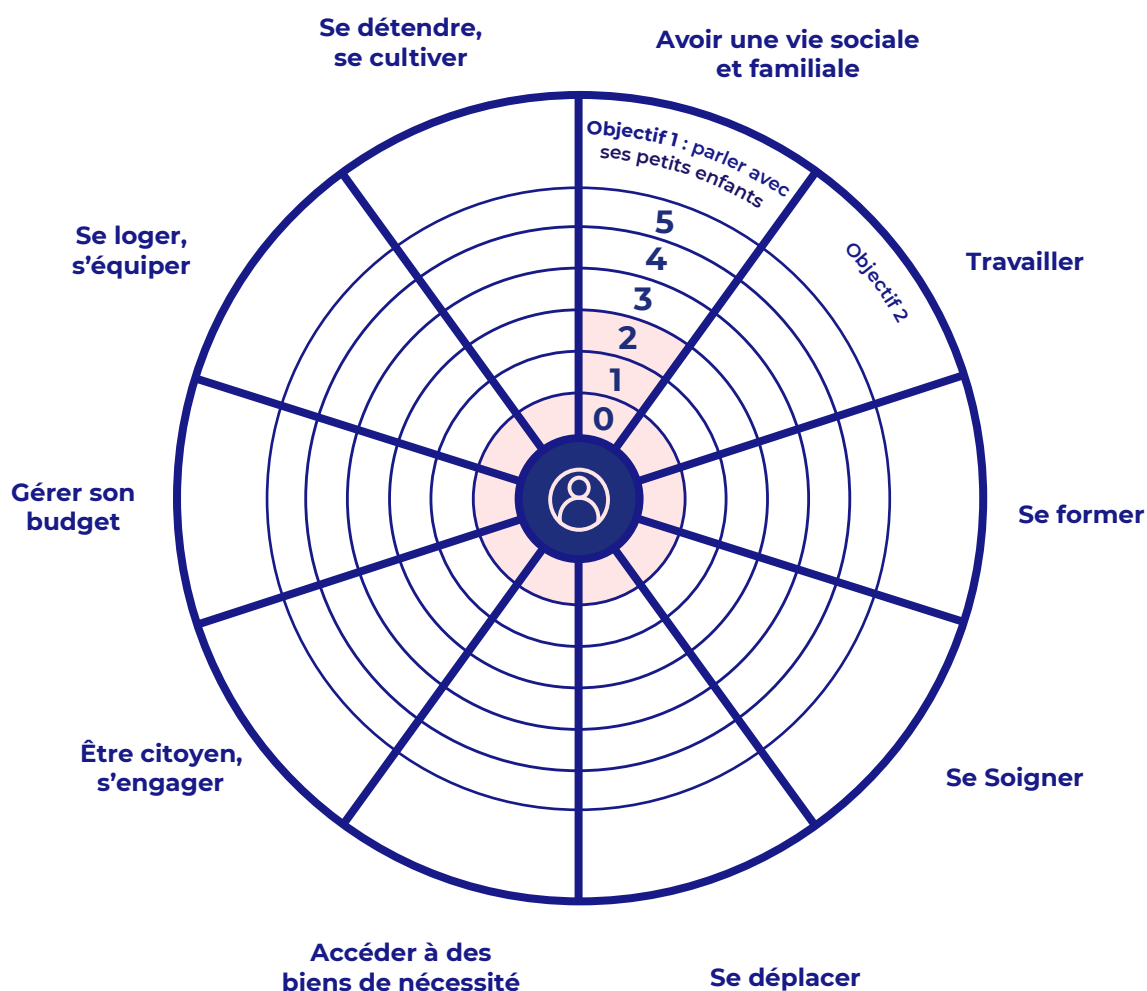 Se détendre,
se cultiver
Avoir une vie sociale
et familiale
Objectif 1 : parler avec
ses petits enfants
5
4
3
2
1
0
Objectif 2
Travailler
Se former
Se Soigner
Se déplacer
Accéder à des
biens de nécessité
Être citoyen,
s’engager
Gérer son
budget
Se loger,
s’équiper